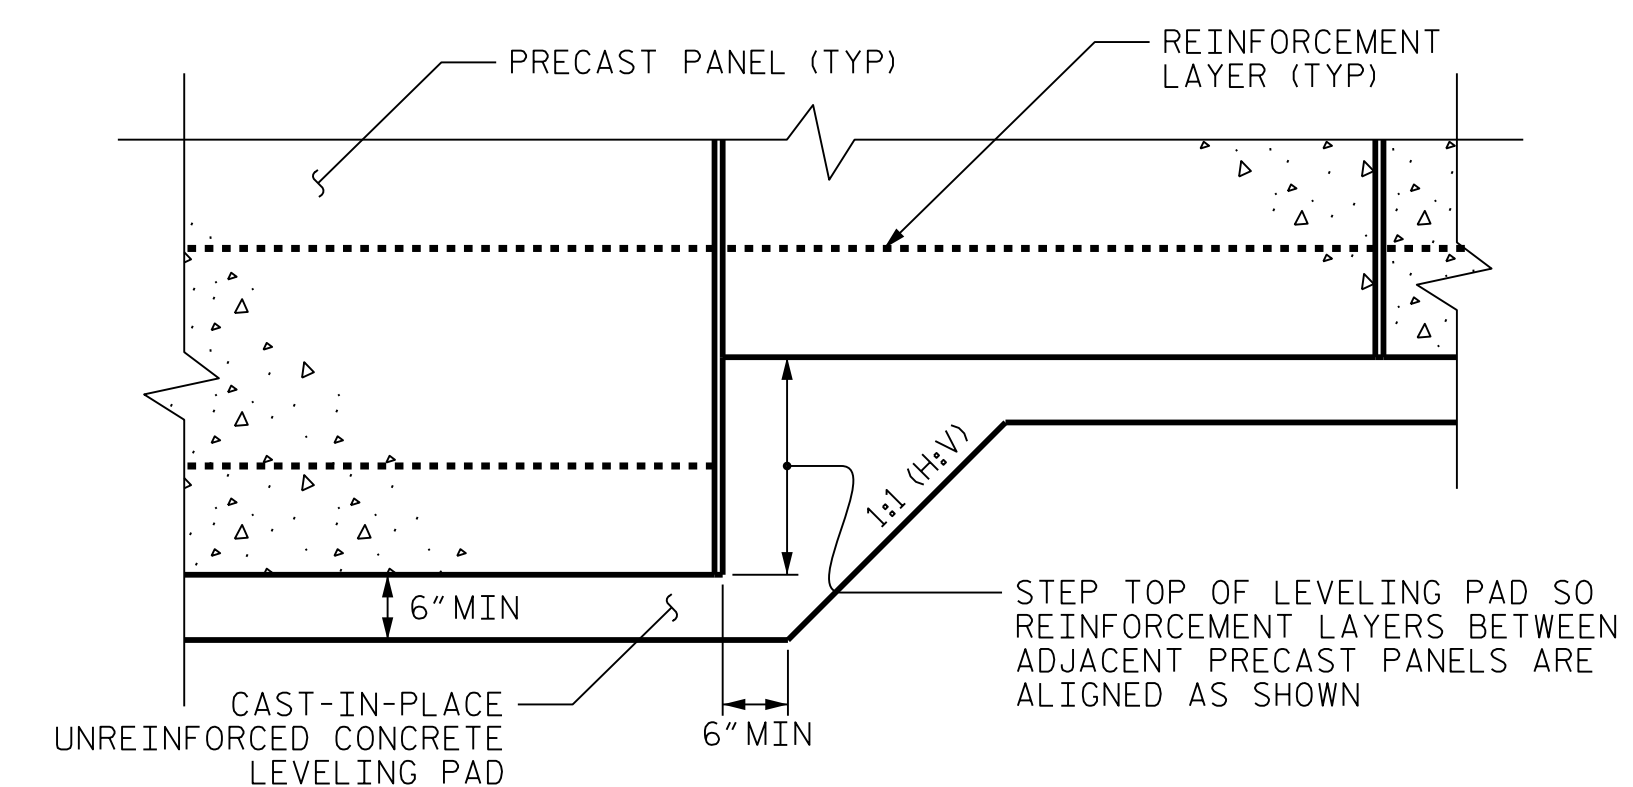 PRECAST PANEL (TYP)
REINFORCEMENT
LAYER (TYP)
1:1 (H:V)
6" MIN
STEP TOP OF LEVELING PAD SO
REINFORCEMENT LAYERS BETWEEN
ADJACENT PRECAST PANELS ARE
ALIGNED AS SHOWN
CAST-IN-PLACE
UNREINFORCED CONCRETE
LEVELING PAD
6" MIN